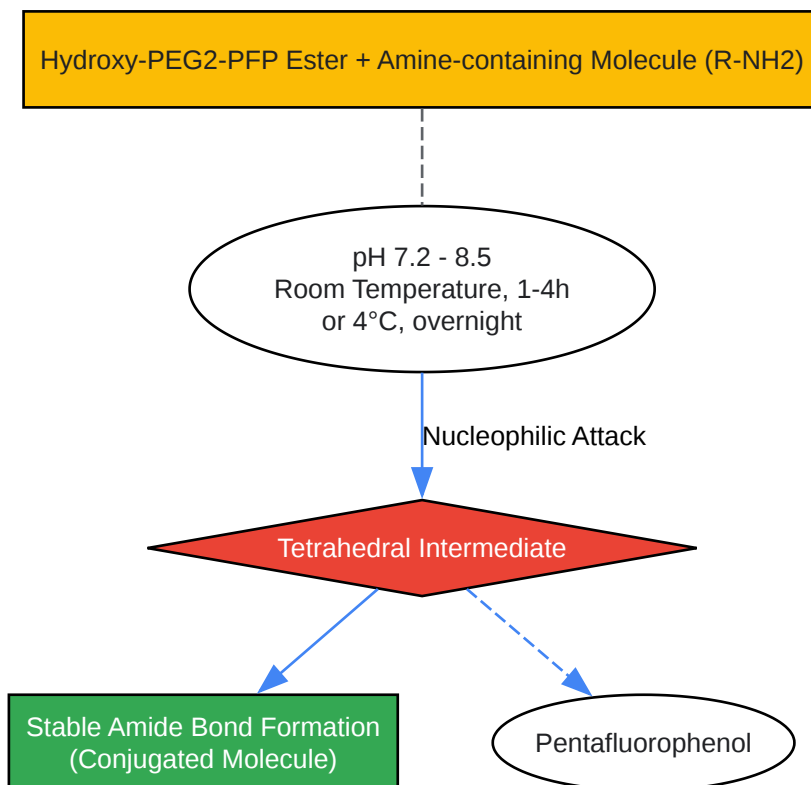 Hydroxy-PEG2-PFP Ester + Amine-containing Molecule (R-NH2)
pH 7.2 - 8.5
Room Temperature, 1-4h
or 4°C, overnight
Nucleophilic Attack
Tetrahedral Intermediate
Stable Amide Bond Formation
(Conjugated Molecule)
Pentafluorophenol